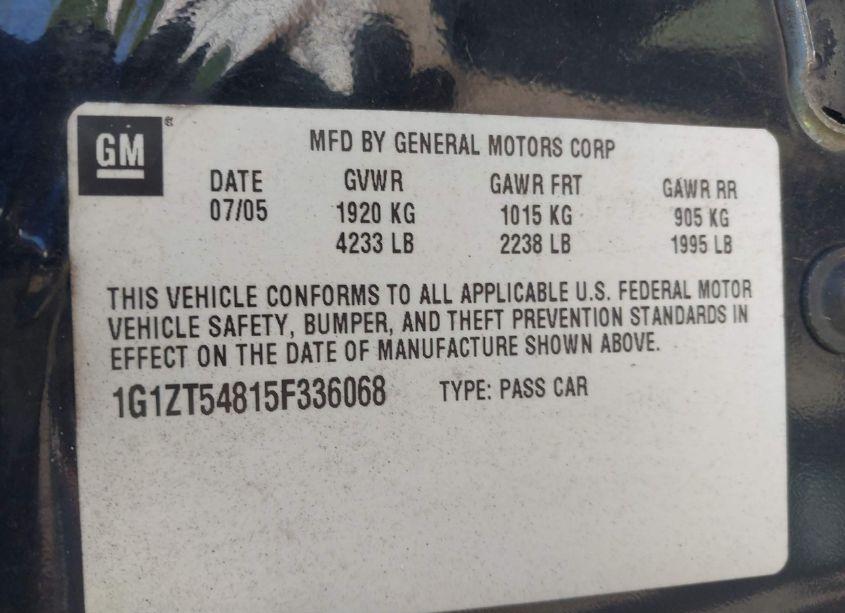 GM®
MFD BY GENERAL MOTORS CORP
DATE GVWR GAWR FRT GAWR RR
07/05 1920 KG 1015 KG 905 KG
4233 LB 2238 LB 1995 LB
THIS VEHICLE CONFORMS TO ALL APPLICABLE U.S. FEDERAL MOTOR
VEHICLE SAFETY, BUMPER, AND THEFT PREVENTION STANDARDS IN
EFFECT ON THE DATE OF MANUFACTURE SHOWN ABOVE.
1G1ZT54815F336068 TYPE: PASS CAR